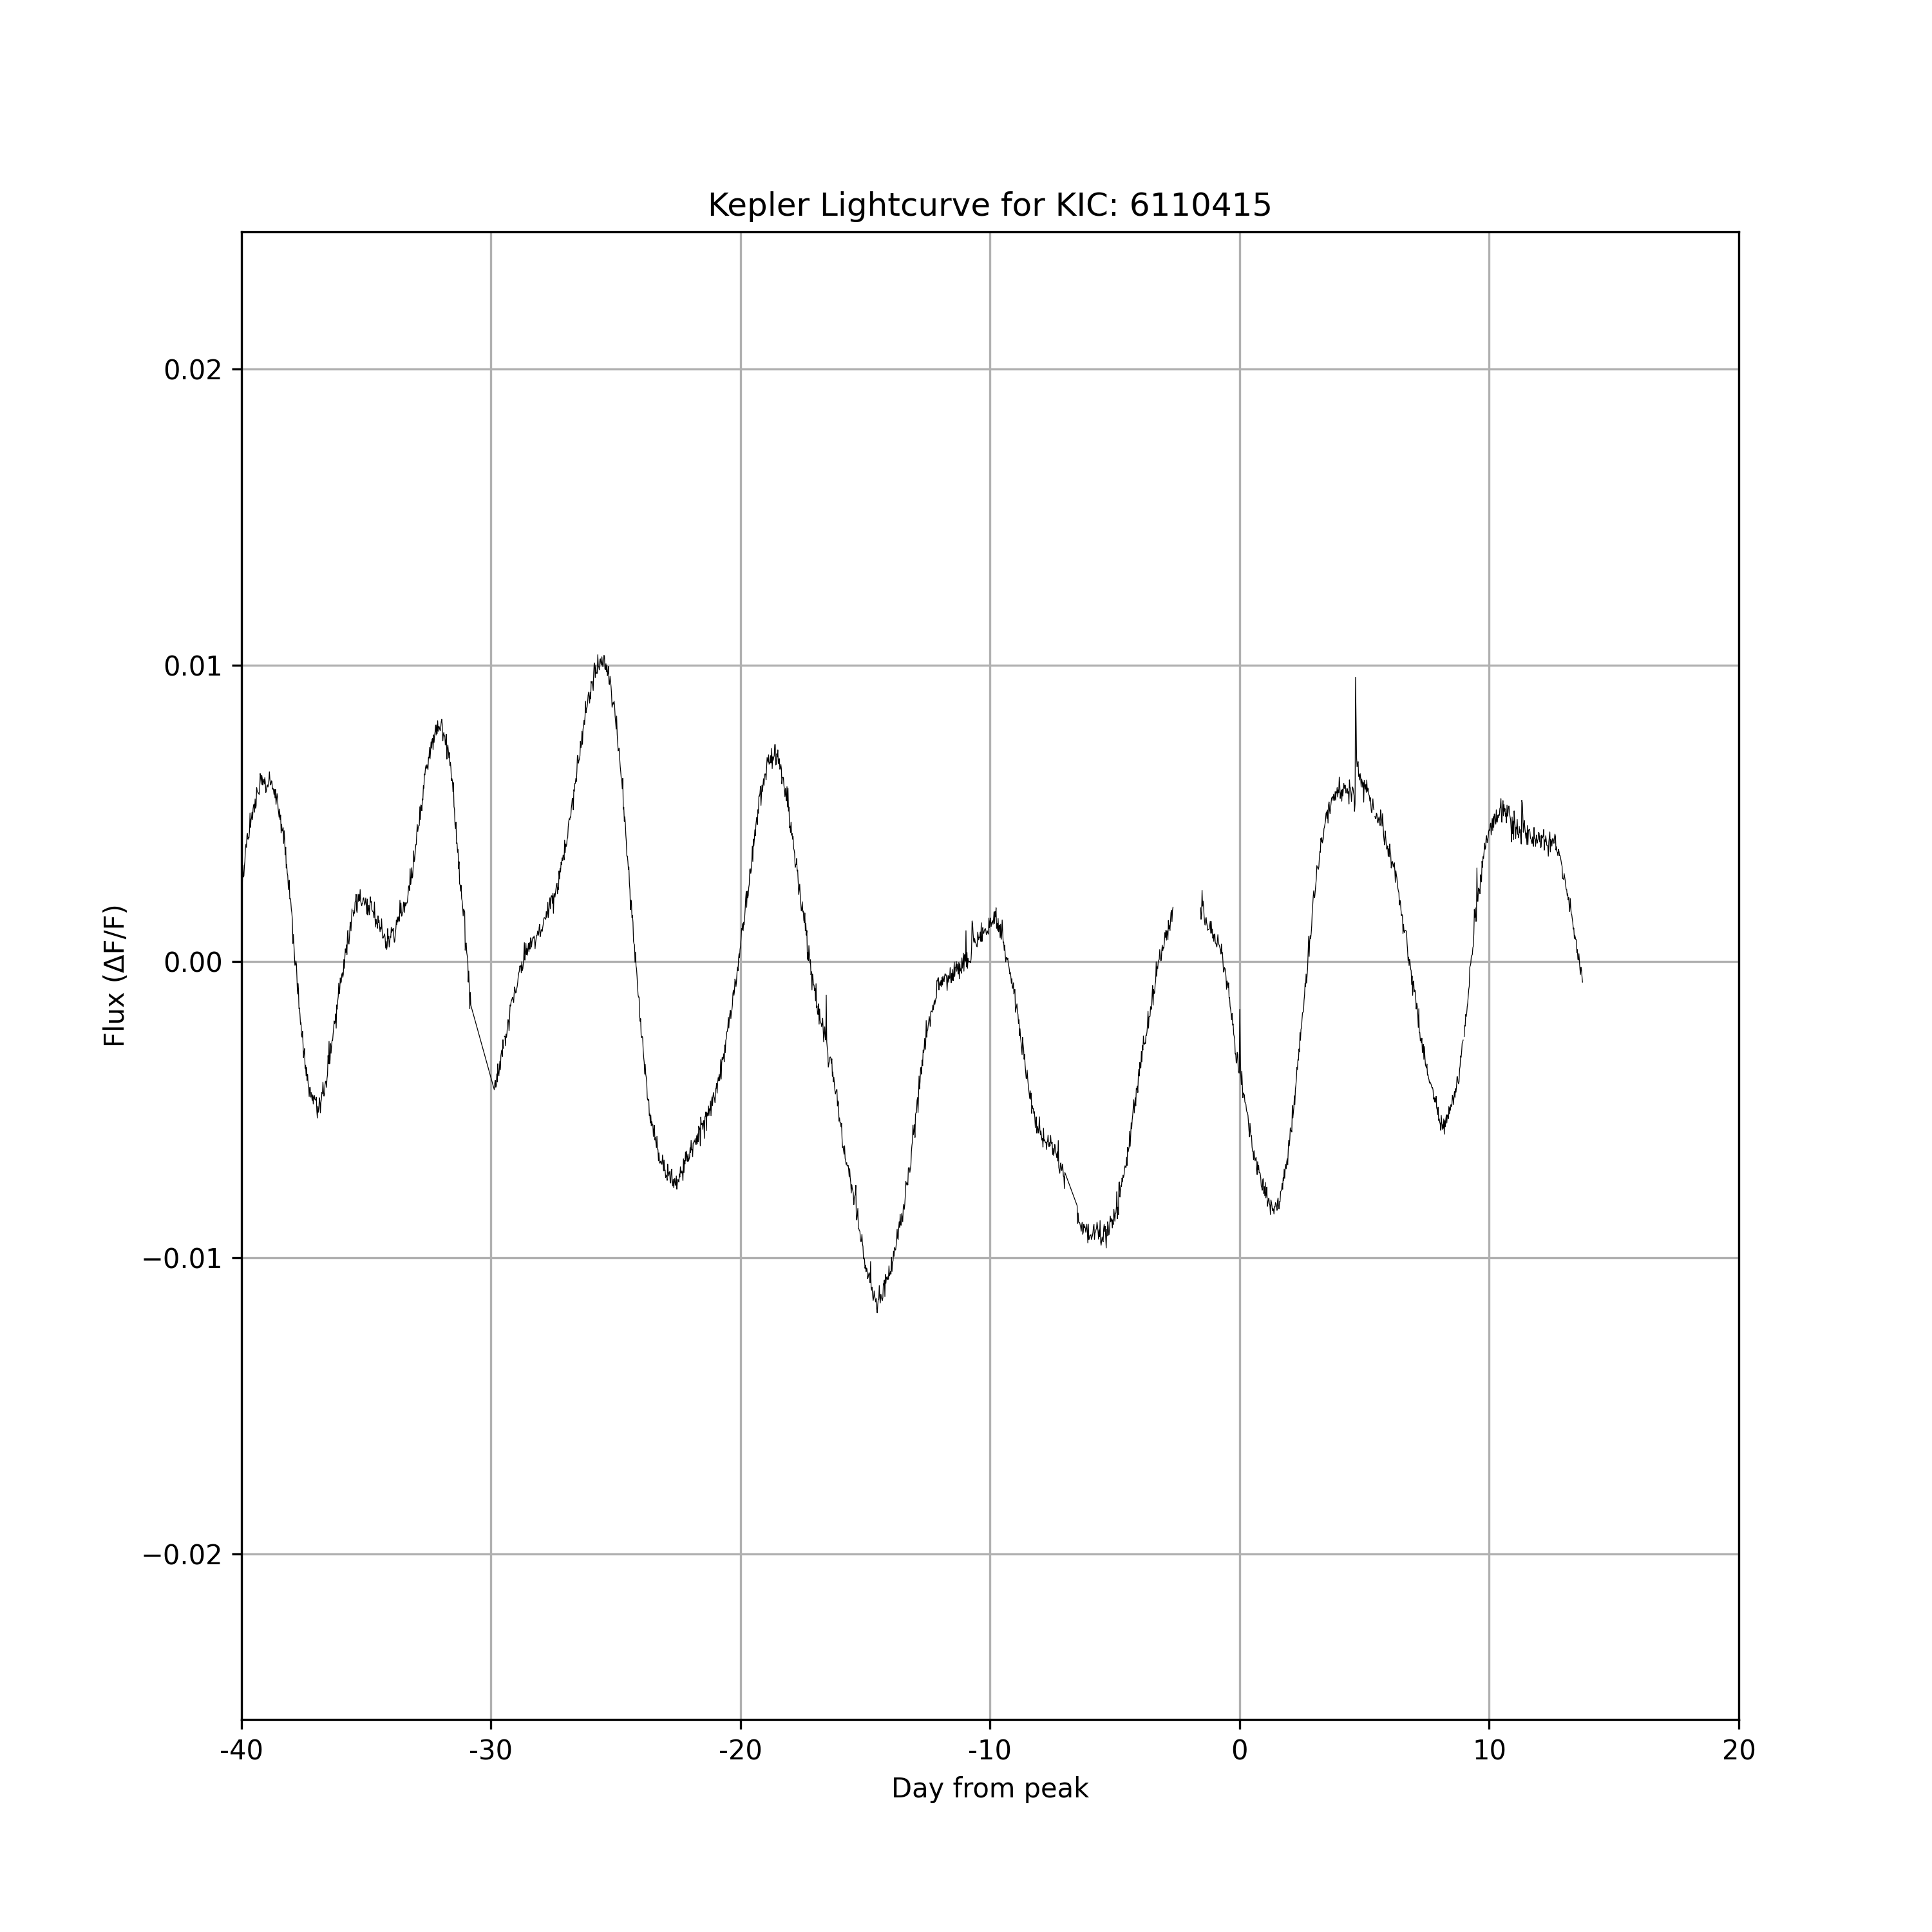 Kepler Lightcurve for KIC: 6110415
Flux (ΔF/F)
0.02
0.01
0.00
−0.01
−0.02
-40 -30 -20 -10 0 10 20
Day from peak